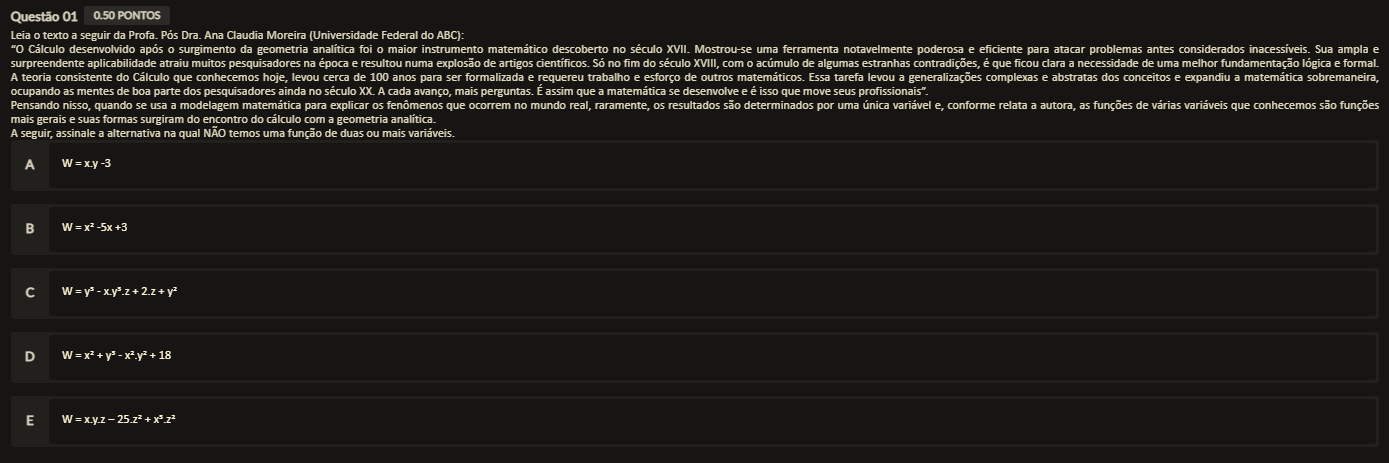 Questão 01 0.50 PONTOS
Leia o texto a seguir da Profa. Pós Dra. Ana Claudia Moreira (Universidade Federal do ABC):
“O Cálculo desenvolvido após o surgimento da geometria analítica foi o maior instrumento matemático descoberto no século XVII. Mostrou-se uma ferramenta notavelmente poderosa e eficiente para atacar problemas antes considerados inacessíveis. Sua ampla e
surpreendente aplicabilidade atraiu muitos pesquisadores na época e resultou numa explosão de artigos científicos. Só no fim do século XVIII, com o acúmulo de algumas estranhas contradições, é que ficou clara a necessidade de uma melhor fundamentação lógica e formal.
A teoria consistente do Cálculo que conhecemos hoje, levou cerca de 100 anos para ser formalizada e requereu trabalho e esforço de outros matemáticos. Essa tarefa levou a generalizações complexas e abstratas dos conceitos e expandiu a matemática sobremaneira,
ocupando as mentes de boa parte dos pesquisadores ainda no século XX. A cada avanço, mais perguntas. É assim que a matemática se desenvolve e é isso que move seus profissionais”.
Pensando nisso, quando se usa a modelagem matemática para explicar os fenômenos que ocorrem no mundo real, raramente, os resultados são determinados por uma única variável e, conforme relata a autora, as funções de várias variáveis que conhecemos são funções
mais gerais e suas formas surgiram do encontro do cálculo com a geometria analítica.
A seguir, assinale a alternativa na qual NÃO temos uma função de duas ou mais variáveis.
A W = x.y -3
B W = x² -5x +3
C W = y³ - x.y³.z + 2.z + y²
D W = x² + y³ - x².y² + 18
E W = x.y.z – 25.z² + x³.z²